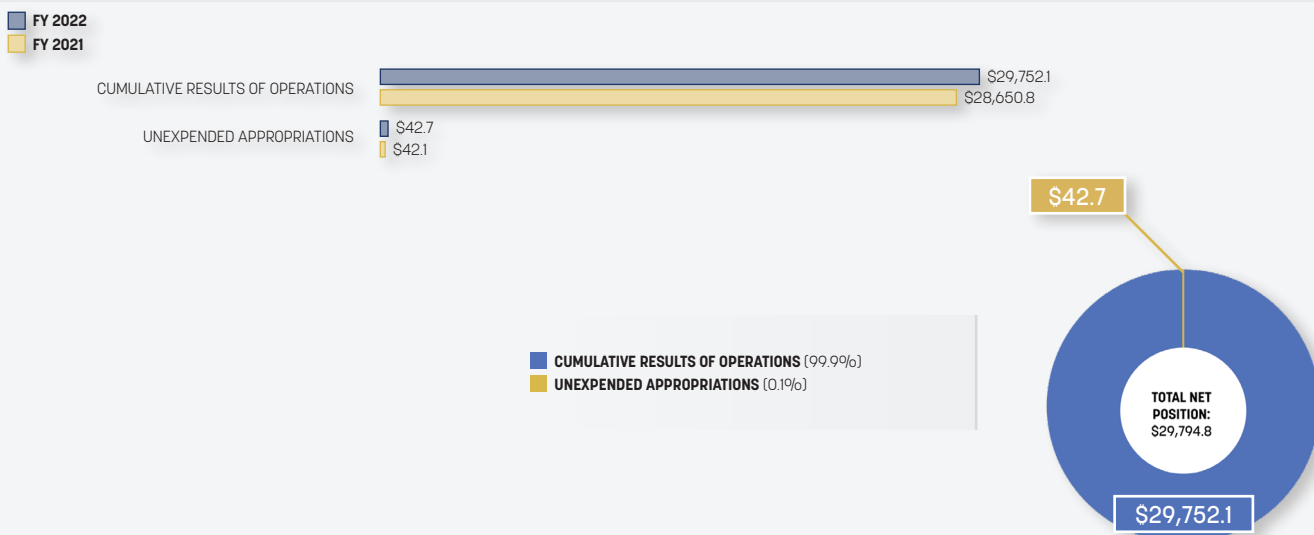 FY 2022
FY 2021
CUMULATIVE RESULTS OF OPERATIONS
$29,752.1
$28,650.8
UNEXPENDED APPROPRIATIONS
$42.7
$42.1
$42.7
CUMULATIVE RESULTS OF OPERATIONS (99.9%)
UNEXPENDED APPROPRIATIONS (0.1%)
TOTAL NET
POSITION:
$29,794.8
$29,752.1